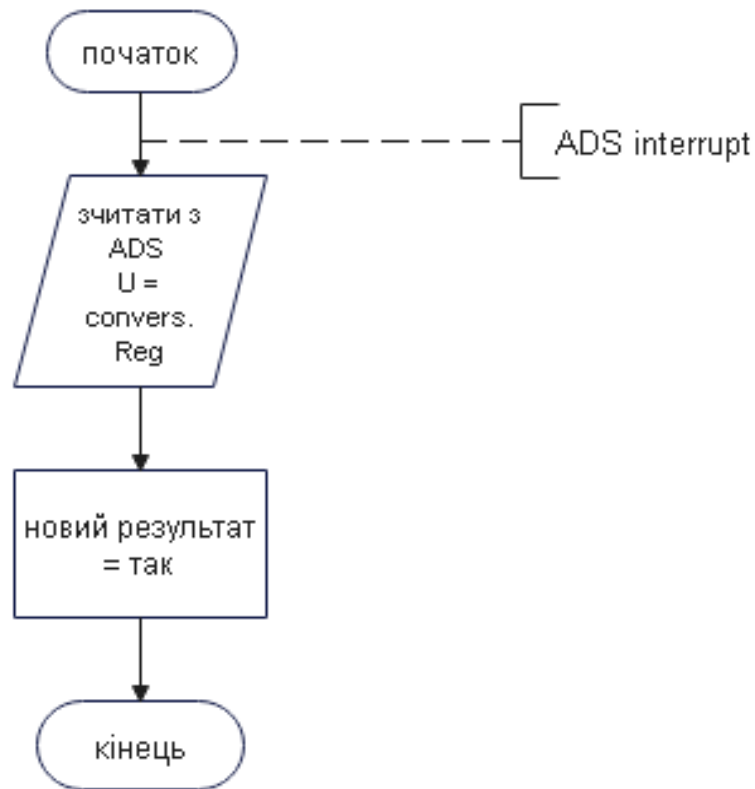 початок
ADS interrupt
зчитати з
ADS
U =
convers.
Reg
новий результат
= так
кінець